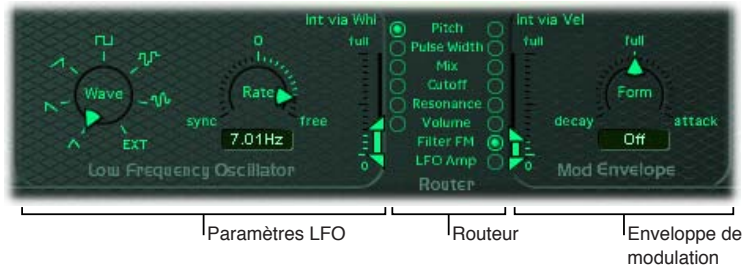 Int via Whl
Int via Vel
0
full
Pitch
full
full
Pulse Width
Mix
Wave
Rate
Cutoff
Form
Resonance
sync
free
Volume
decay
attack
EXT
7.01Hz
Filter FM
Off
0
LFO Amp
0
Low Frequency Oscillator
Router
Mod Envelope
Paramètres LFO
Routeur
Enveloppe de
modulation